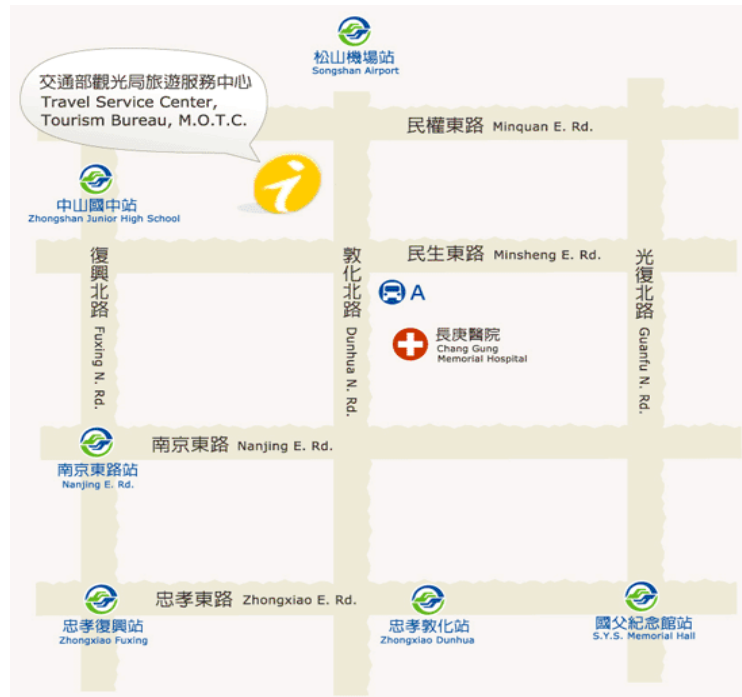 松山機場站
Songshan Airport
交通部觀光局旅遊服務中心
Travel Service Center,
Tourism Bureau, M.O.T.C.
民權東路 Minquan E. Rd.
中山國中站
Zhongshan Junior High School
民生東路 Minsheng E. Rd.
復興北路 Fuxing N. Rd.
敦化北路 Dunhua N. Rd.
光復北路 Guanfu N. Rd.
A
長庚醫院
Chang Gung
Memorial Hospital
南京東路 Nanjing E. Rd.
南京東路站
Nanjing E. Rd.
忠孝東路 Zhongxiao E. Rd.
忠孝復興站
Zhongxiao Fuxing
忠孝敦化站
Zhongxiao Dunhua
國父紀念館站
S.Y.S. Memorial Hall